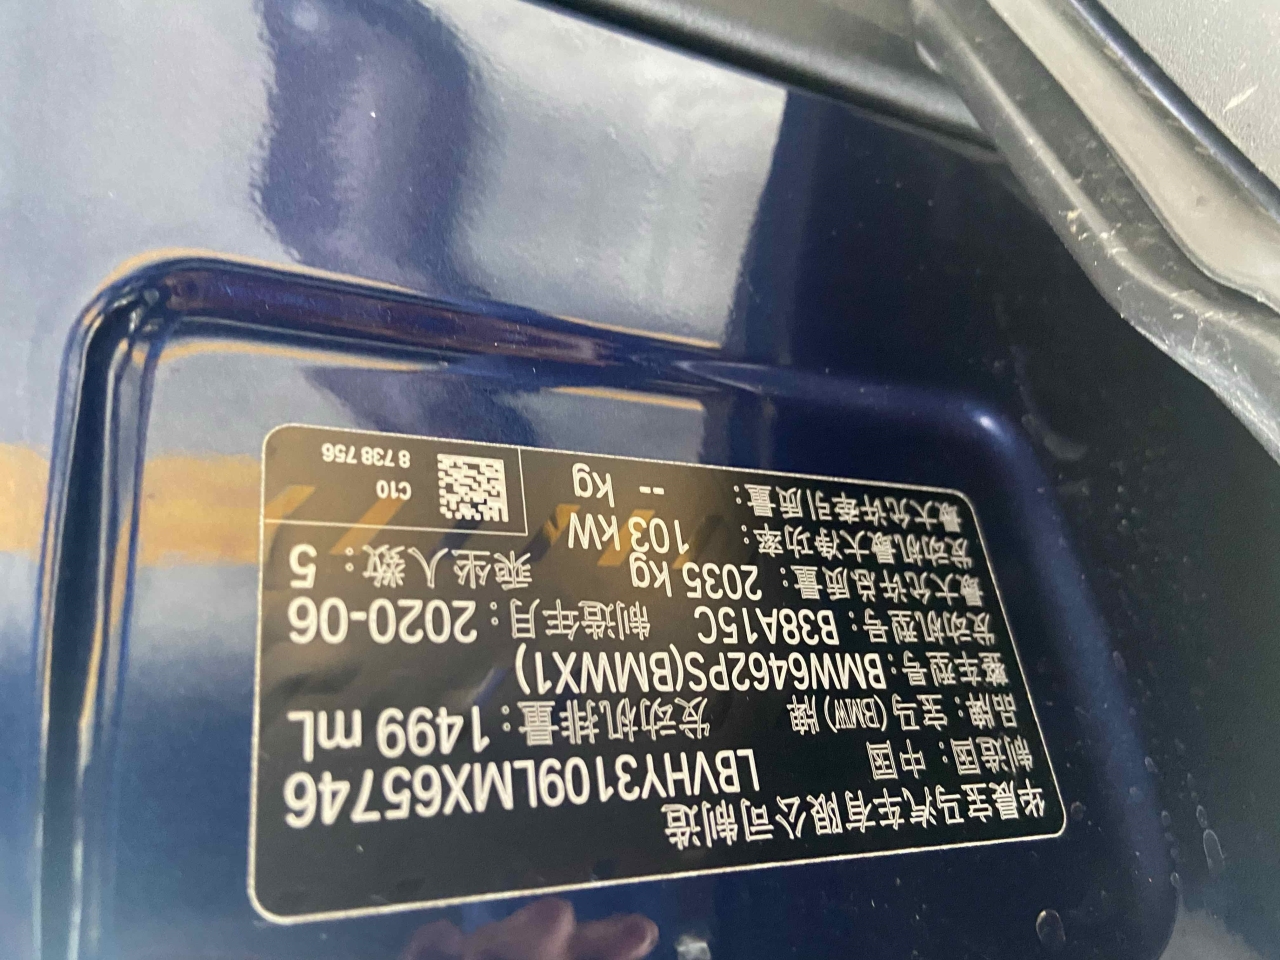 华晨宝马汽车有限公司制造
制造国：中国 LBVHY3109LMX65746
品牌：宝马(BMW)牌 发动机排量：1499 mL
整车型号：BMW6462PS(BMWX1)
发动机型号：B38A15C 制造年月：2020-06
最大允许总质量：2035 kg 乘坐人数：5
发动机最大净功率：103 kW
最大允许牵引质量：-- kg
C10
8 738 756